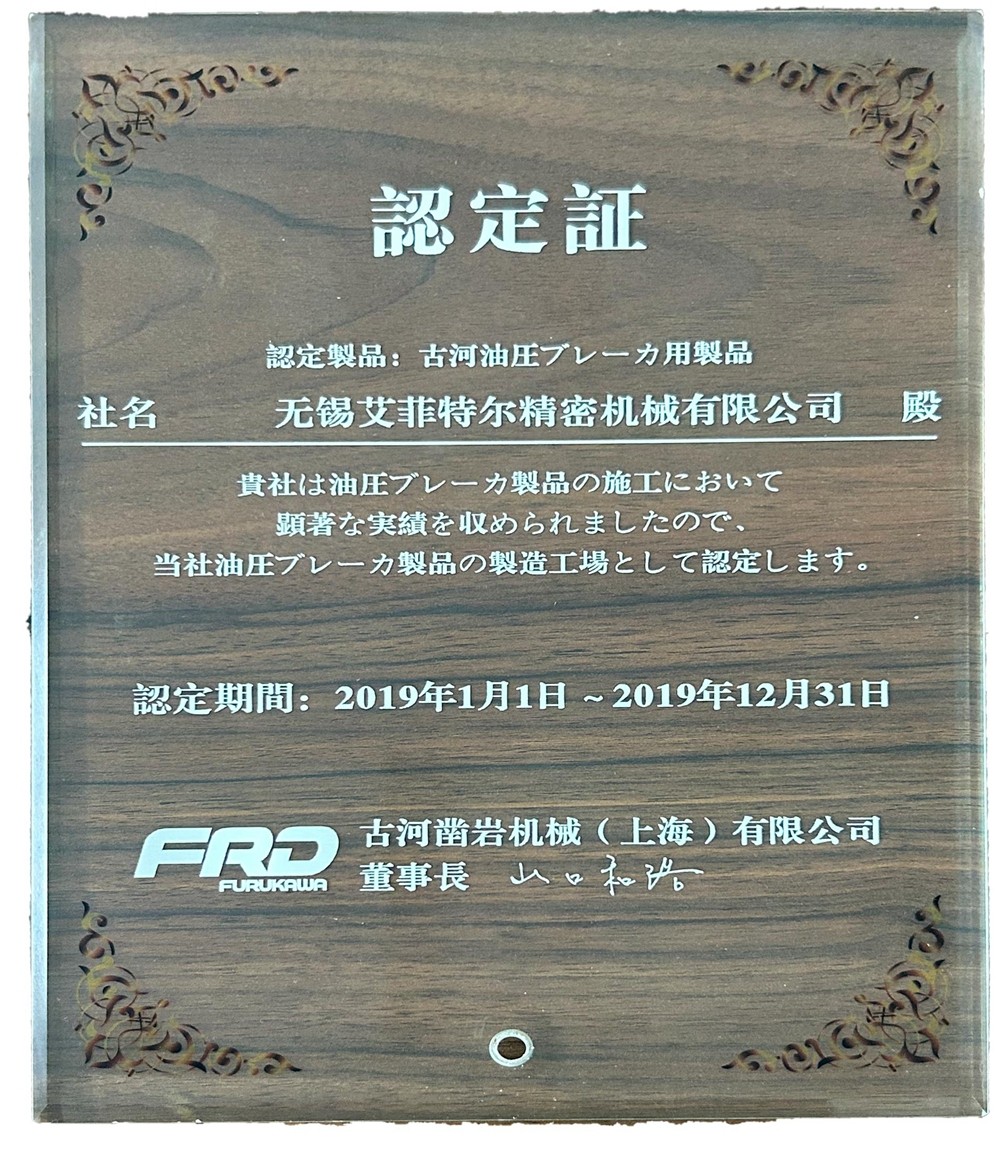 認定証
認定製品：古河油圧ブレーカ用製品
社名 无锡艾菲特尔精密机械有限公司 殿
貴社は油圧ブレーカ製品の施工において
顕著な実績を収められましたので、
当社油圧ブレーカ製品の製造工場として認定します。
認定期間：2019年1月1日～2019年12月31日
FRD
FURUKAWA
古河凿岩机械（上海）有限公司
董事長 山口和浩